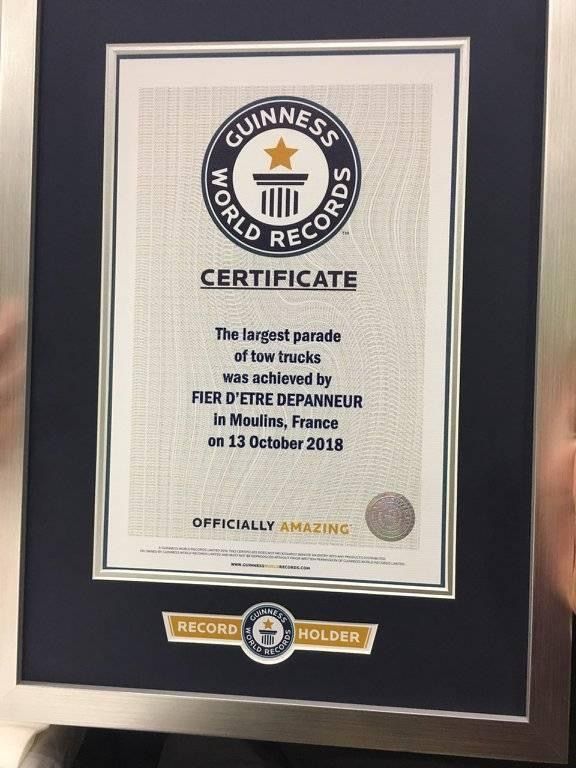 GUINNESS
WORLD RECORDS
TM
CERTIFICATE
The largest parade
of tow trucks
was achieved by
FIER D'ETRE DEPANNEUR
in Moulins, France
on 13 October 2018
OFFICIALLY AMAZING
WWW.GUINNESSWORLDRECORDS.COM
RECORD
GUINNESS
WORLD RECORDS
HOLDER